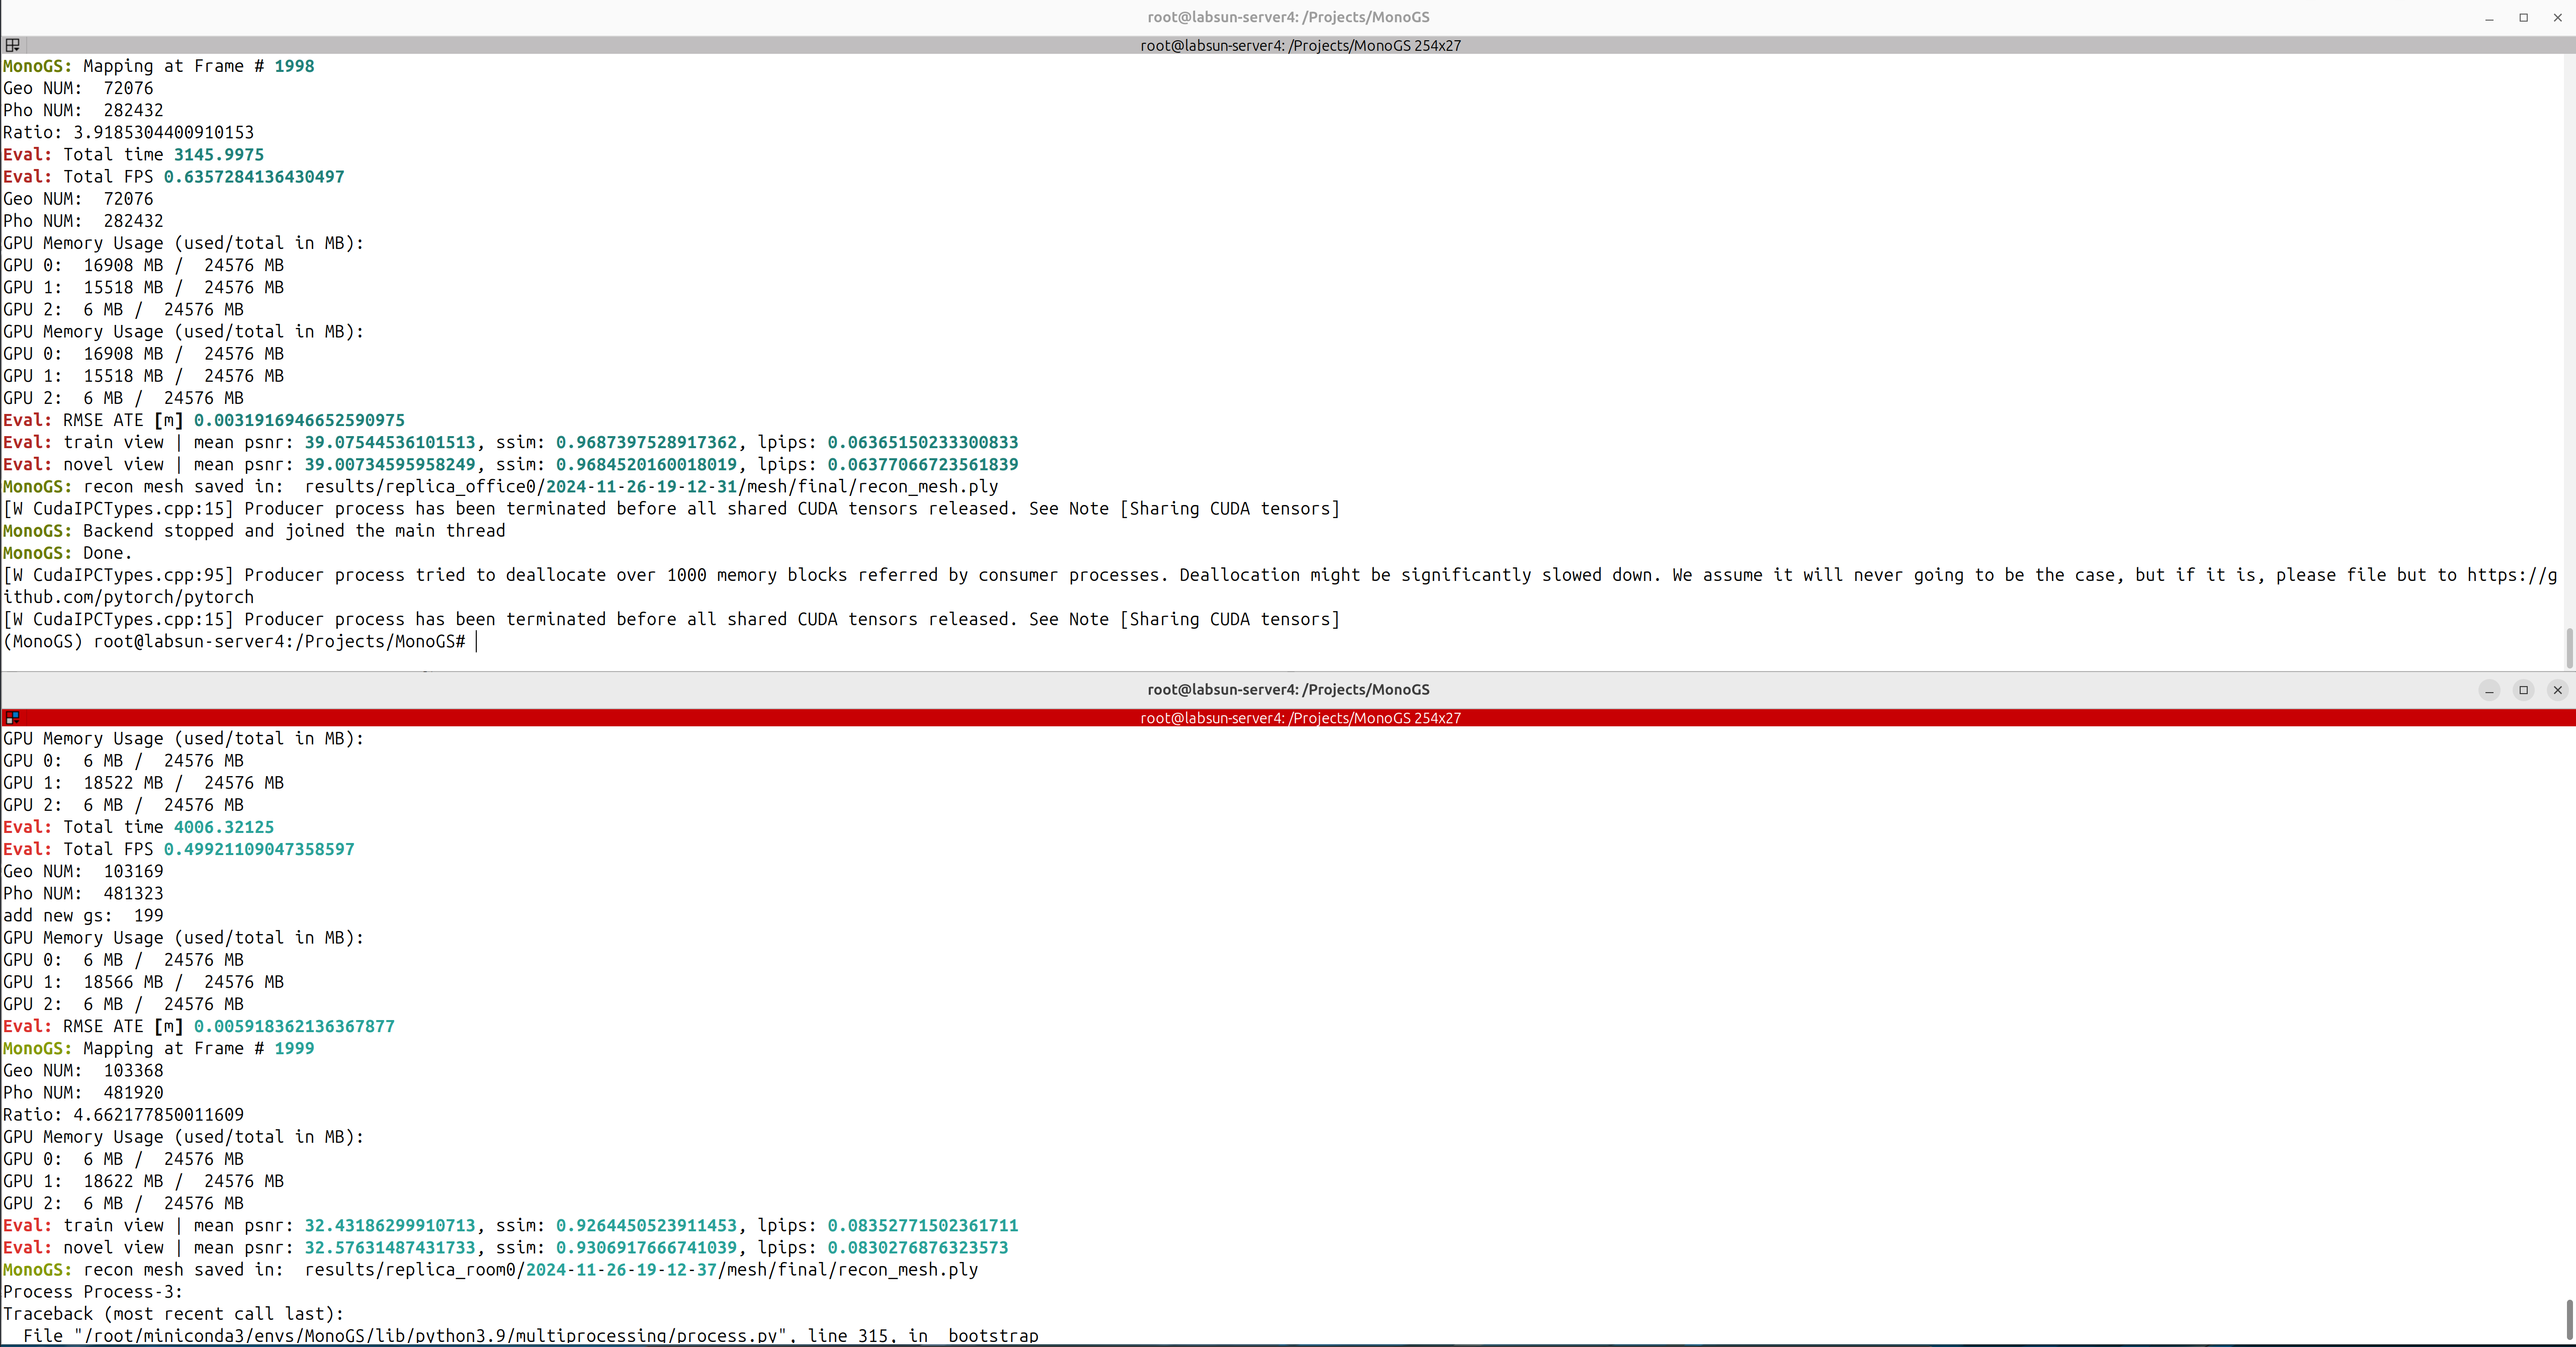 root@labsun-server4: /Projects/MonoGS
root@labsun-server4: /Projects/MonoGS 254x27
MonoGS: Mapping at Frame # 1998
Geo NUM:  72076
Pho NUM:  282432
Ratio: 3.9185304400910153
Eval: Total time 3145.9975
Eval: Total FPS 0.6357284136430497
Geo NUM:  72076
Pho NUM:  282432
GPU Memory Usage (used/total in MB):
GPU 0:  16908 MB /  24576 MB
GPU 1:  15518 MB /  24576 MB
GPU 2:  6 MB /  24576 MB
GPU Memory Usage (used/total in MB):
GPU 0:  16908 MB /  24576 MB
GPU 1:  15518 MB /  24576 MB
GPU 2:  6 MB /  24576 MB
Eval: RMSE ATE [m] 0.0031916946652590975
Eval: train view | mean psnr: 39.07544536101513, ssim: 0.9687397528917362, lpips: 0.06365150233300833
Eval: novel view | mean psnr: 39.00734595958249, ssim: 0.9684520160018019, lpips: 0.06377066723561839
MonoGS: recon mesh saved in:  results/replica_office0/2024-11-26-19-12-31/mesh/final/recon_mesh.ply
[W CudaIPCTypes.cpp:15] Producer process has been terminated before all shared CUDA tensors released. See Note [Sharing CUDA tensors]
MonoGS: Backend stopped and joined the main thread
MonoGS: Done.
[W CudaIPCTypes.cpp:95] Producer process tried to deallocate over 1000 memory blocks referred by consumer processes. Deallocation might be significantly slowed down. We assume it will never going to be the case, but if it is, please file but to https://g
ithub.com/pytorch/pytorch
[W CudaIPCTypes.cpp:15] Producer process has been terminated before all shared CUDA tensors released. See Note [Sharing CUDA tensors]
(MonoGS) root@labsun-server4:/Projects/MonoGS#
root@labsun-server4: /Projects/MonoGS
root@labsun-server4: /Projects/MonoGS 254x27
GPU Memory Usage (used/total in MB):
GPU 0:  6 MB /  24576 MB
GPU 1:  18522 MB /  24576 MB
GPU 2:  6 MB /  24576 MB
Eval: Total time 4006.32125
Eval: Total FPS 0.49921109047358597
Geo NUM:  103169
Pho NUM:  481323
add new gs:  199
GPU Memory Usage (used/total in MB):
GPU 0:  6 MB /  24576 MB
GPU 1:  18566 MB /  24576 MB
GPU 2:  6 MB /  24576 MB
Eval: RMSE ATE [m] 0.005918362136367877
MonoGS: Mapping at Frame # 1999
Geo NUM:  103368
Pho NUM:  481920
Ratio: 4.662177850011609
GPU Memory Usage (used/total in MB):
GPU 0:  6 MB /  24576 MB
GPU 1:  18622 MB /  24576 MB
GPU 2:  6 MB /  24576 MB
Eval: train view | mean psnr: 32.43186299910713, ssim: 0.9264450523911453, lpips: 0.08352771502361711
Eval: novel view | mean psnr: 32.57631487431733, ssim: 0.9306917666741039, lpips: 0.0830276876323573
MonoGS: recon mesh saved in:  results/replica_room0/2024-11-26-19-12-37/mesh/final/recon_mesh.ply
Process Process-3:
Traceback (most recent call last):
  File "/root/miniconda3/envs/MonoGS/lib/python3.9/multiprocessing/process.py", line 315, in _bootstrap